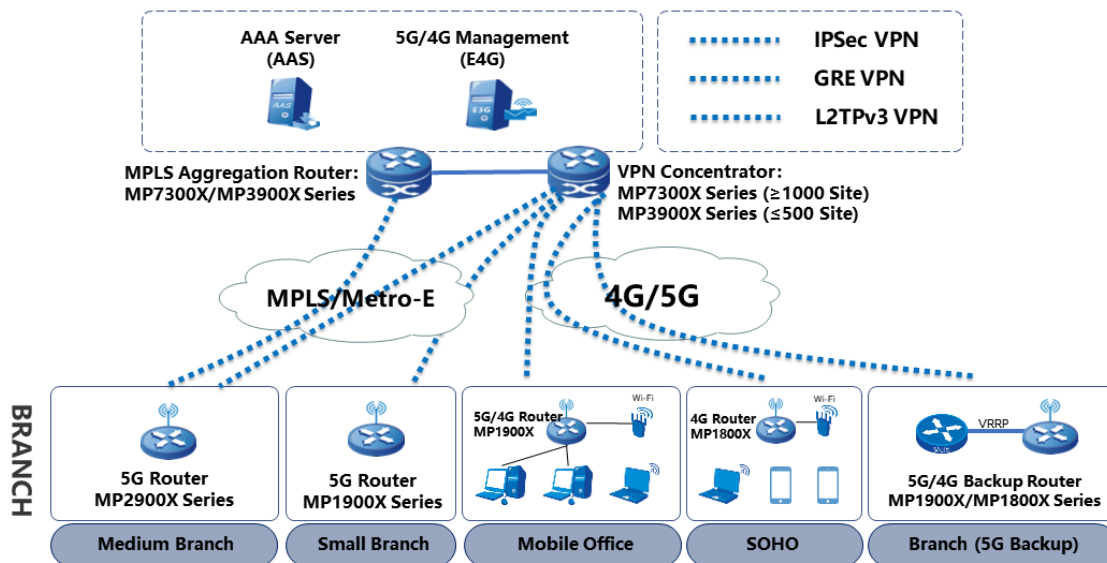 AAA Server
(AAS)
5G/4G Management
(E4G)
AAS
E3G
IPSec VPN
GRE VPN
L2TPv3 VPN
MPLS Aggregation Router:
MP7300X/MP3900X Series
VPN Concentrator:
MP7300X Series (≥1000 Site)
MP3900X Series (≤500 Site)
MPLS/Metro-E
4G/5G
BRANCH
5G Router
MP2900X Series
Medium Branch
5G Router
MP1900X Series
Small Branch
5G/4G Router
MP1900X
Wi-Fi
Mobile Office
4G Router
MP1800X
Wi-Fi
SOHO
VRRP
5G/4G Backup Router
MP1900X/MP1800X Series
Branch (5G Backup)